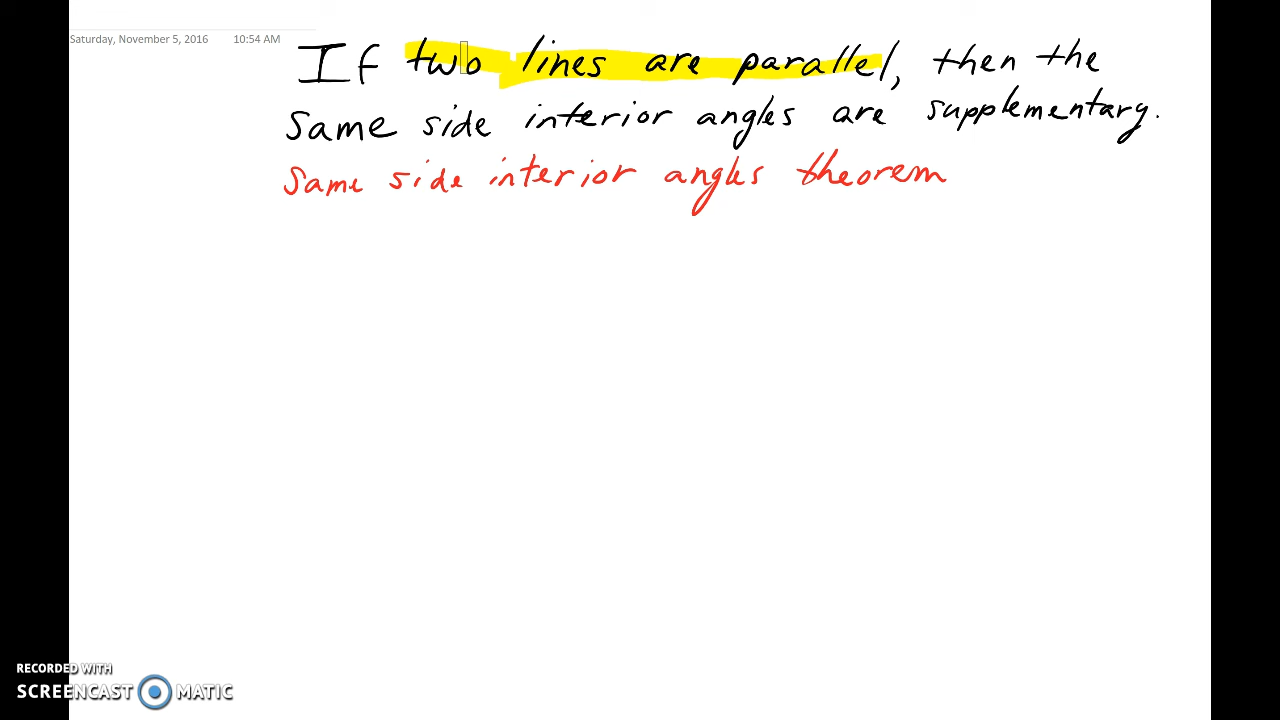 Saturday, November 5, 2016 10:54 AM
If two lines are parallel, then the
same side interior angles are supplementary.
same side interior angles theorem
RECORDED WITH
SCREENCAST MATIC